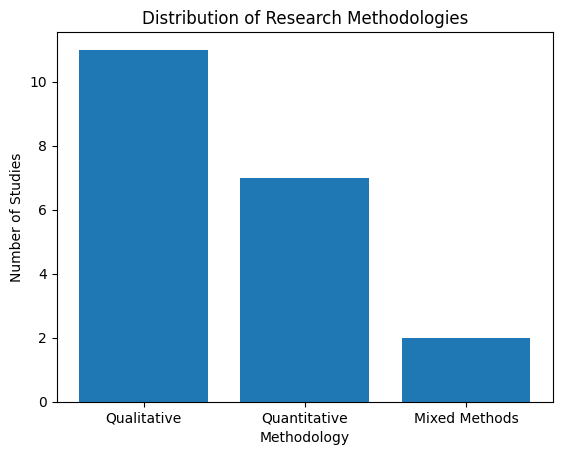 Distribution of Research Methodologies
10
8
6
4
2
0
Number of Studies
Qualitative Quantitative Mixed Methods
Methodology